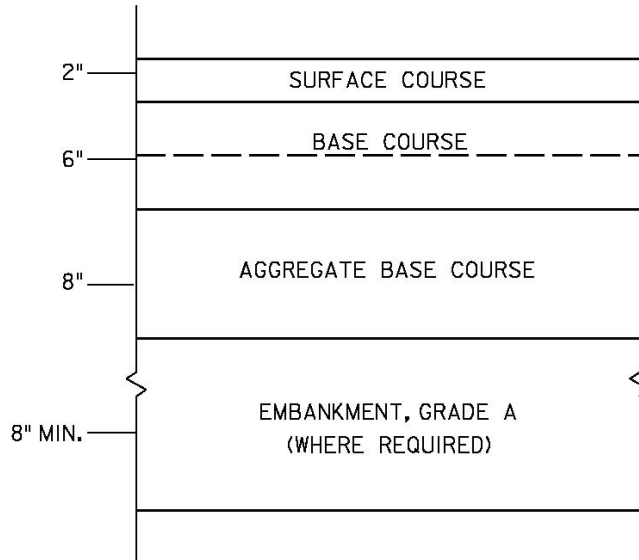 2"
SURFACE COURSE
BASE COURSE
6"
AGGREGATE BASE COURSE
8"
EMBANKMENT, GRADE A
8" MIN.
(WHERE REQUIRED)